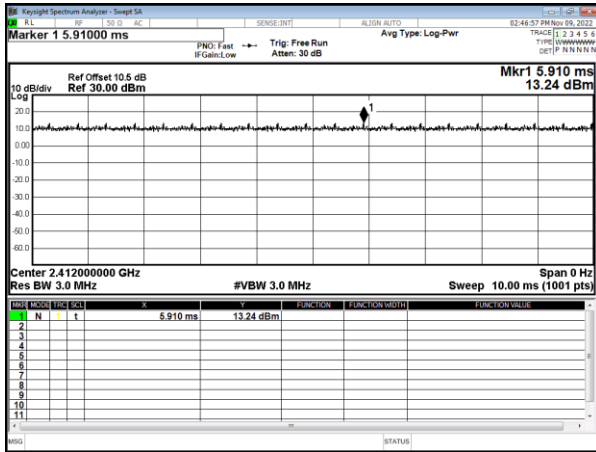 Keysight Spectrum Analyzer - Swept SA
RL RF 50 Ω AC SENSE:INT ALIGN AUTO 02:46:57 PM Nov 09, 2022
Marker 1 5.91000 ms
PNO: Fast Trig: Free Run Avg Type: Log-Pwr TRACE 1 2 3 4 5 6
IFGain:Low Atten: 30 dB TYPE WWWWWW
DET P N N N N N
Ref Offset 10.5 dB Mkr1 5.910 ms
10 dB/div Ref 30.00 dBm 13.24 dBm
Log
1
20.0
10.0
0.00
-10.0
-20.0
-30.0
-40.0
-50.0
-60.0
Center 2.412000000 GHz Span 0 Hz
Res BW 3.0 MHz #VBW 3.0 MHz Sweep 10.00 ms (1001 pts)
MKR MODE TRC SCL X Y FUNCTION FUNCTION WIDTH FUNCTION VALUE
1 N 1 t 5.910 ms 13.24 dBm
2
3
4
5
6
7
8
9
10
11
MSG STATUS